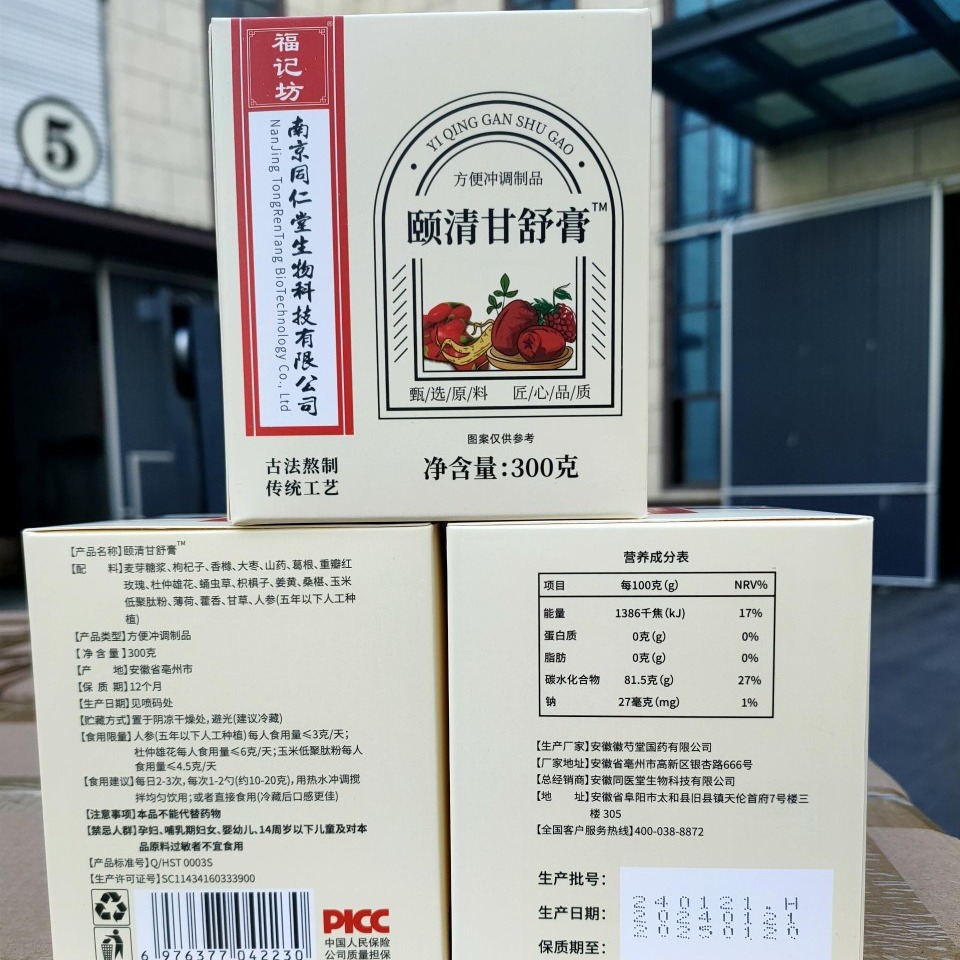 5
福记坊
南京同仁堂生物科技有限公司
NanJing TongRenTang BioTechnology Co., Ltd
YI QING GAN SHU GAO
方便冲调制品
颐清甘舒膏™
甄/选/原/料 匠/心/品/质
图案仅供参考
古法熬制
传统工艺
净含量:300克
【产品名称】颐清甘舒膏™
【配 料】麦芽糖浆、枸杞子、香橼、大枣、山药、葛根、重瓣红
玫瑰、杜仲雄花、蛹虫草、枳椇子、姜黄、桑椹、玉米
低聚肽粉、薄荷、藿香、甘草、人参(五年以下人工种
植)
【产品类型】方便冲调制品
【净含量】300克
【产 地】安徽省亳州市
【保 质 期】12个月
【生产日期】见喷码处
【贮藏方式】置于阴凉干燥处,避光(建议冷藏)
【食用限量】人参(五年以下人工种植)每人食用量≤3克/天;
杜仲雄花每人食用量≤6克/天;玉米低聚肽粉每人
食用量≤4.5克/天
【食用建议】每日2-3次,每次1-2勺(约10-20克),用热水冲调搅
拌均匀饮用;或者直接食用(冷藏后口感更佳)
【注意事项】本品不能代替药物
【禁忌人群】孕妇、哺乳期妇女、婴幼儿、14周岁以下儿童及对本
品原料过敏者不宜食用
【产品标准号】Q/HST 0003S
【生产许可证号】SC11434160333900
6 976377 042230
PICC
中国人民保险
公司质量担保
营养成分表
项目 每100克(g) NRV%
能量 1386千焦(kJ) 17%
蛋白质 0克(g) 0%
脂肪 0克(g) 0%
碳水化合物 81.5克(g) 27%
钠 27毫克(mg) 1%
【生产厂家】安徽徽芍堂国药有限公司
【厂家地址】安徽省亳州市高新区银杏路666号
【总经销商】安徽同医堂生物科技有限公司
【地 址】安徽省阜阳市太和县旧县镇天伦首府7号楼三
楼 305
【全国客户服务热线】400-038-8872
生产批号: 240121.H
生产日期: 20240121
保质期至: 20250120